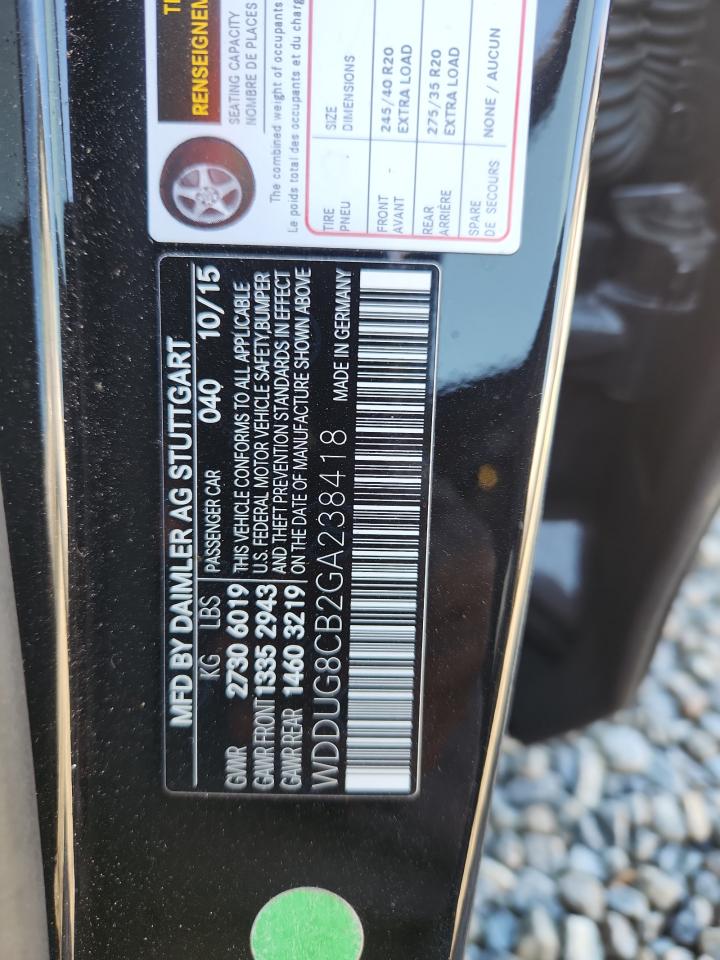 RENSEIGNEM
SEATING CAPACITY
NOMBRE DE PLACES
The combined weight of occupants
Le poids total des occupants et du charg
TIRE
PNEU
SIZE
DIMENSIONS
FRONT
AVANT
245/40 R20
EXTRA LOAD
REAR
ARRIÈRE
275/35 R20
EXTRA LOAD
SPARE
DE SECOURS
NONE / AUCUN
MFD BY DAIMLER AG STUTTGART
KG LBS PASSENGER CAR 040 10/15
GVWR 2730 6019 THIS VEHICLE CONFORMS TO ALL APPLICABLE
GAWR FRONT 1335 2943 U.S. FEDERAL MOTOR VEHICLE SAFETY,BUMPER
GAWR REAR 1460 3219 AND THEFT PREVENTION STANDARDS IN EFFECT
ON THE DATE OF MANUFACTURE SHOWN ABOVE
WDDUG8CB2GA238418 MADE IN GERMANY